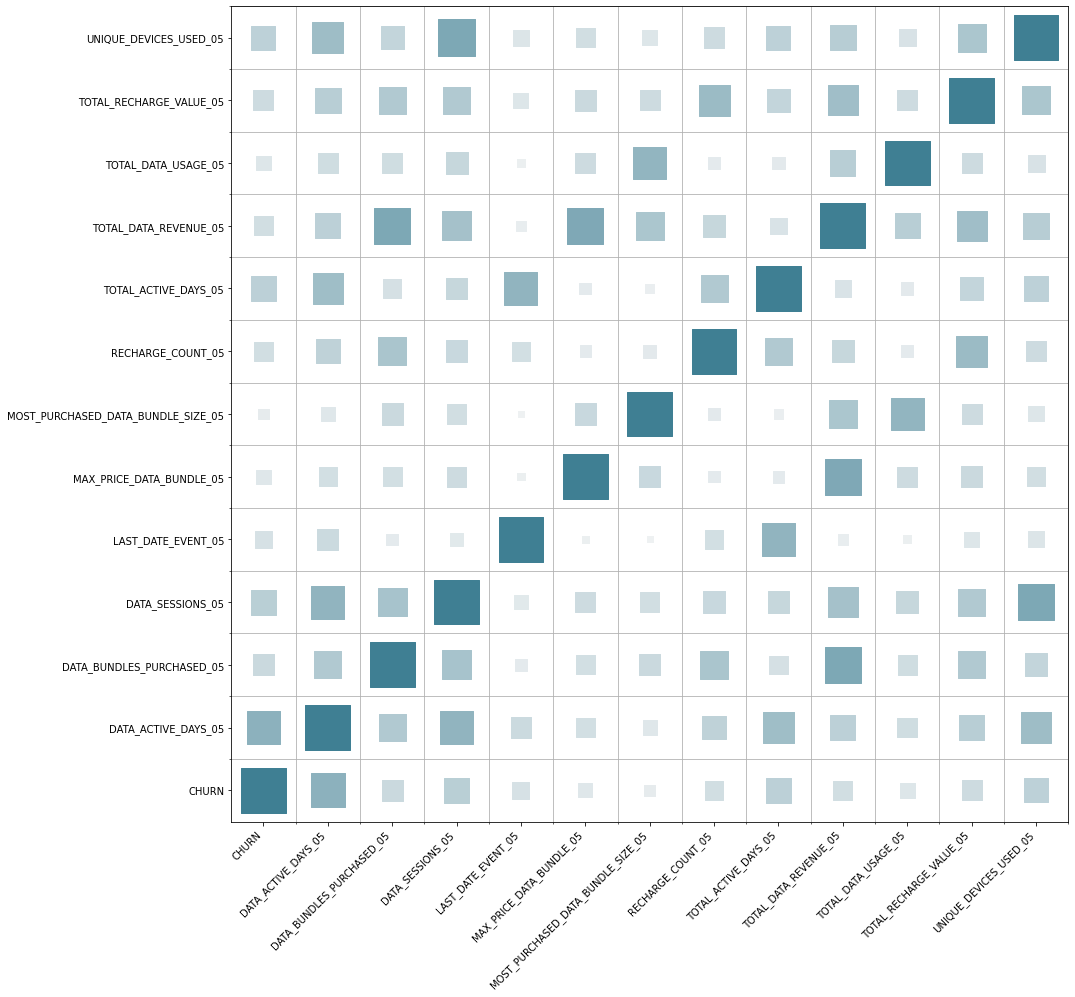 UNIQUE_DEVICES_USED_05
TOTAL_RECHARGE_VALUE_05
TOTAL_DATA_USAGE_05
TOTAL_DATA_REVENUE_05
TOTAL_ACTIVE_DAYS_05
RECHARGE_COUNT_05
MOST_PURCHASED_DATA_BUNDLE_SIZE_05
MAX_PRICE_DATA_BUNDLE_05
LAST_DATE_EVENT_05
DATA_SESSIONS_05
DATA_BUNDLES_PURCHASED_05
DATA_ACTIVE_DAYS_05
CHURN
CHURN
DATA_ACTIVE_DAYS_05
DATA_BUNDLES_PURCHASED_05
DATA_SESSIONS_05
LAST_DATE_EVENT_05
MAX_PRICE_DATA_BUNDLE_05
MOST_PURCHASED_DATA_BUNDLE_SIZE_05
RECHARGE_COUNT_05
TOTAL_ACTIVE_DAYS_05
TOTAL_DATA_REVENUE_05
TOTAL_DATA_USAGE_05
TOTAL_RECHARGE_VALUE_05
UNIQUE_DEVICES_USED_05